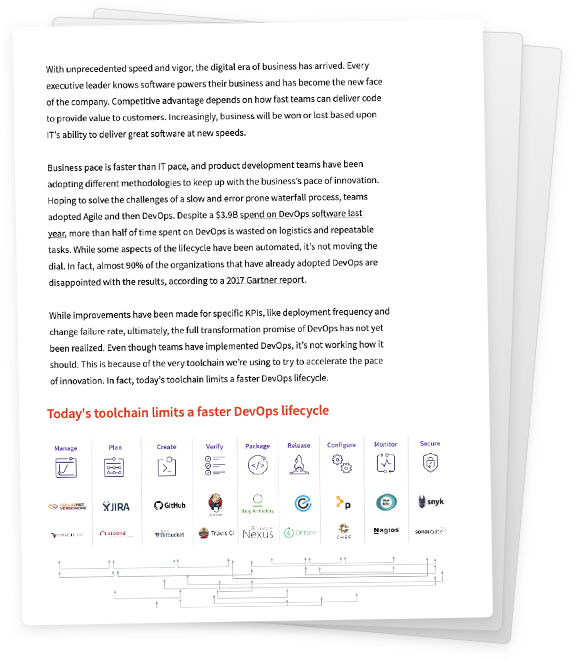 With unprecedented speed and vigor, the digital era of business has arrived. Every
executive leader knows software powers their business and has become the new face
of the company. Competitive advantage depends on how fast teams can deliver code
to provide value to customers. Increasingly, business will be won or lost based upon
IT's ability to deliver great software at new speeds.
Business pace is faster than IT pace, and product development teams have been
adopting different methodologies to keep up with the business's pace of innovation.
Hoping to solve the challenges of a slow and error prone waterfall process, teams
adopted Agile and then DevOps. Despite a $3.9B spend on DevOps software last
year, more than half of time spent on DevOps is wasted on logistics and repeatable
tasks. While some aspects of the lifecycle have been automated, it's not moving the
dial. In fact, almost 90% of the organizations that have already adopted DevOps are
disappointed with the results, according to a 2017 Gartner report.
While improvements have been made for specific KPIs, like deployment frequency and
change failure rate, ultimately, the full transformation promise of DevOps has not yet
been realized. Even though teams have implemented DevOps, it's not working how it
should. This is because of the very toolchain we're using to try to accelerate the pace
of innovation. In fact, today's toolchain limits a faster DevOps lifecycle.
Today's toolchain limits a faster DevOps lifecycle
Manage Plan Create Verify Package Release Configure Monitor Secure
COLLABNET VERSIONONE JIRA GitHub JFrog Artifactory snyk
REDMINE Bitbucket Travis CI Nexus Deploy CHEF Nagios sonarqube